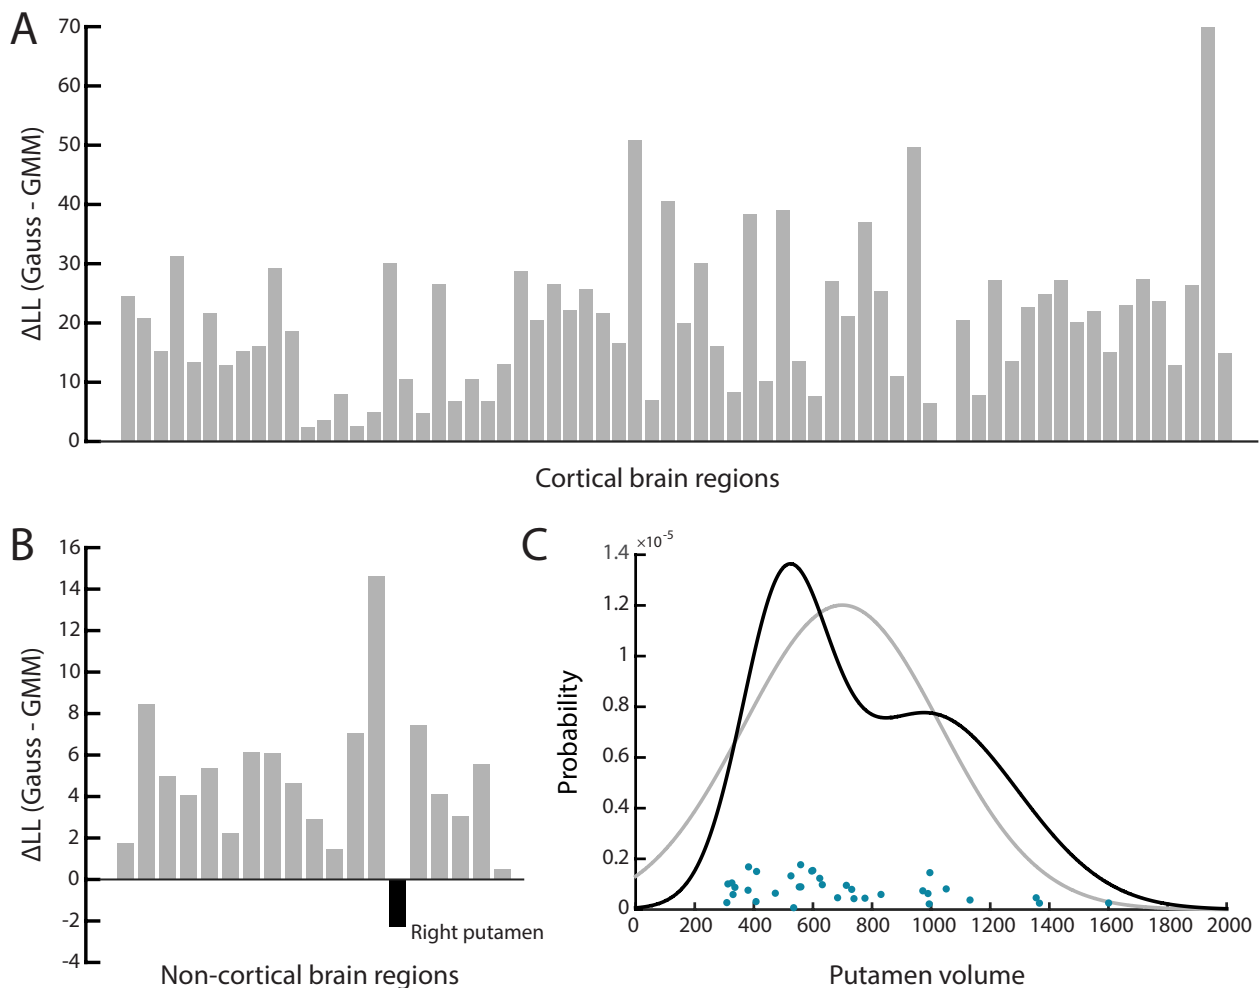 A
70
60
50
40
30
20
10
0
ΔLL (Gauss - GMM)
Cortical brain regions
B
16
14
12
10
8
6
4
2
0
-2
-4
ΔLL (Gauss - GMM)
Right putamen
Non-cortical brain regions
C
×10⁻⁵
1.4
1.2
1
0.8
0.6
0.4
0.2
0
Probability
0 200 400 600 800 1000 1200 1400 1600 1800 2000
Putamen volume